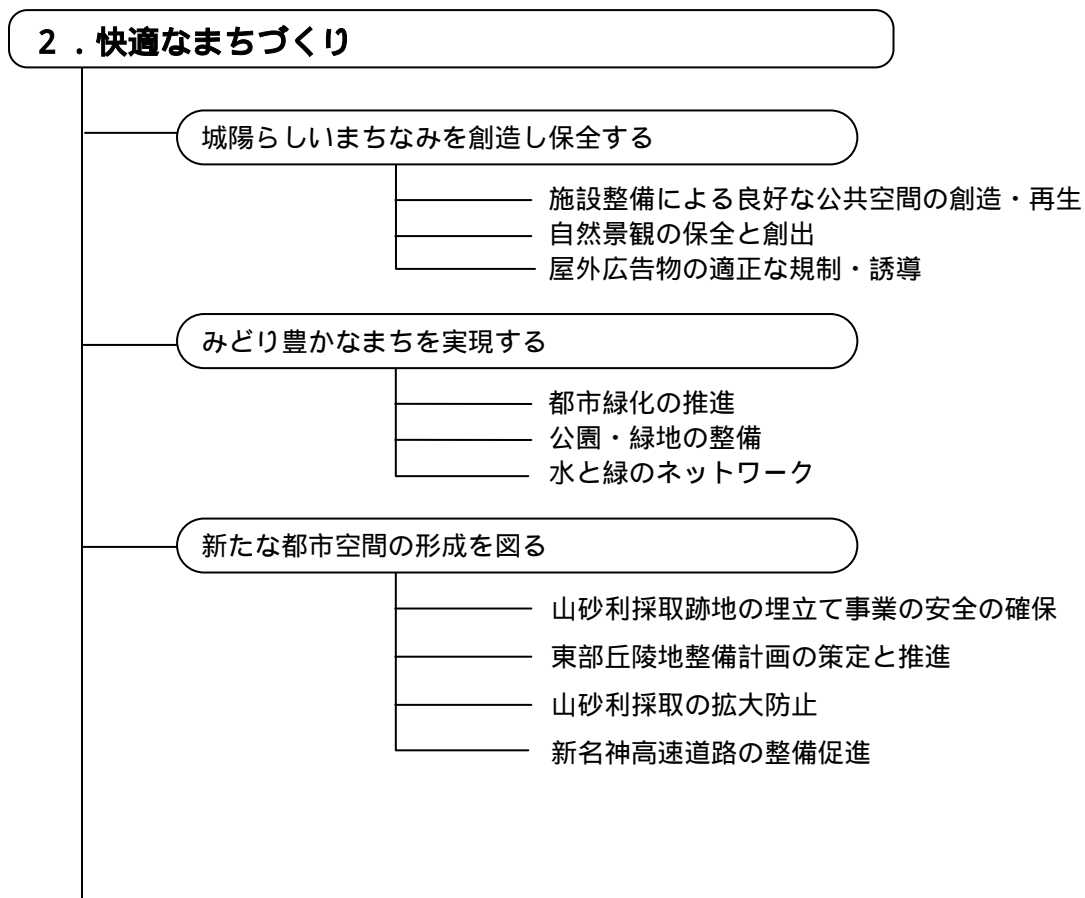 ２．快適なまちづくり
城陽らしいまちなみを創造し保全する
施設整備による良好な公共空間の創造・再生
自然景観の保全と創出
屋外広告物の適正な規制・誘導
みどり豊かなまちを実現する
都市緑化の推進
公園・緑地の整備
水と緑のネットワーク
新たな都市空間の形成を図る
山砂利採取跡地の埋立て事業の安全の確保
東部丘陵地整備計画の策定と推進
山砂利採取の拡大防止
新名神高速道路の整備促進